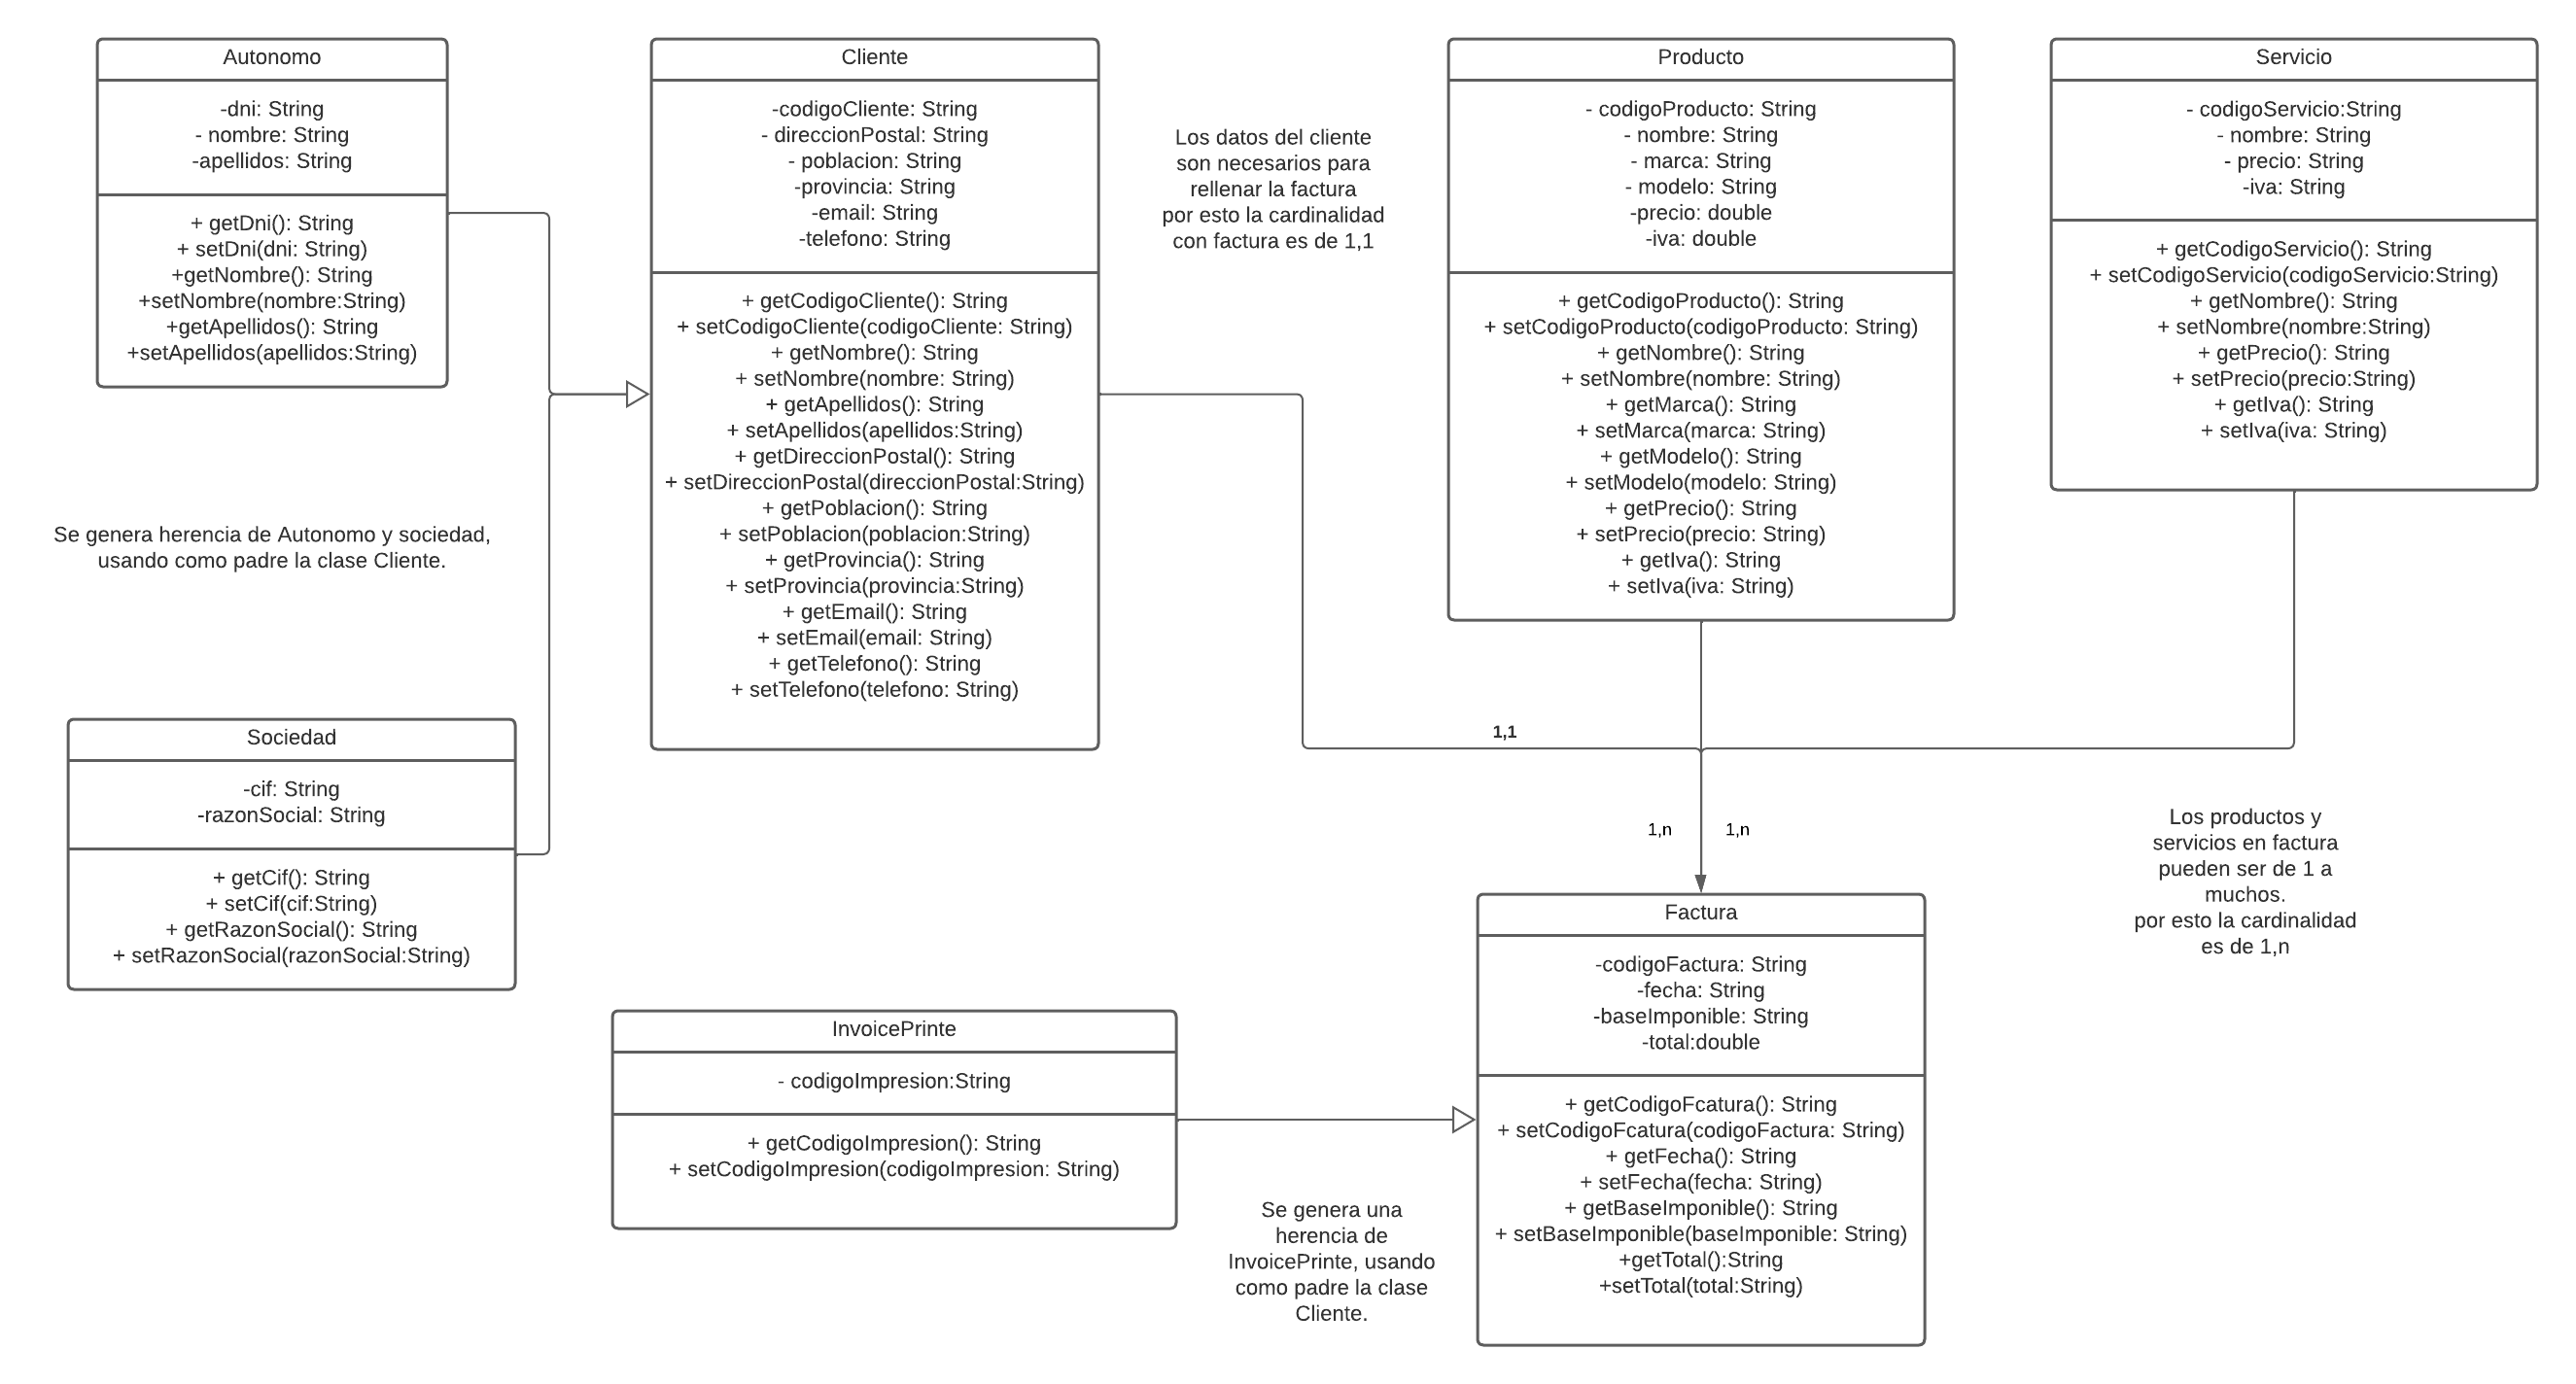 Autonomo
-dni: String
- nombre: String
-apellidos: String
+ getDni(): String
+ setDni(dni: String)
+getNombre(): String
+setNombre(nombre:String)
+getApellidos(): String
+setApellidos(apellidos:String)
Se genera herencia de Autonomo y sociedad,
usando como padre la clase Cliente.
Sociedad
-cif: String
-razonSocial: String
+ getCif(): String
+ setCif(cif:String)
+ getRazonSocial(): String
+ setRazonSocial(razonSocial:String)
Cliente
-codigoCliente: String
- direccionPostal: String
- poblacion: String
-provincia: String
-email: String
-telefono: String
+ getCodigoCliente(): String
+ setCodigoCliente(codigoCliente: String)
+ getNombre(): String
+ setNombre(nombre: String)
+ getApellidos(): String
+ setApellidos(apellidos:String)
+ getDireccionPostal(): String
+ setDireccionPostal(direccionPostal:String)
+ getPoblacion(): String
+ setPoblacion(poblacion:String)
+ getProvincia(): String
+ setProvincia(provincia:String)
+ getEmail(): String
+ setEmail(email: String)
+ getTelefono(): String
+ setTelefono(telefono: String)
Los datos del cliente
son necesarios para
rellenar la factura
por esto la cardinalidad
con factura es de 1,1
Producto
- codigoProducto: String
- nombre: String
- marca: String
- modelo: String
-precio: double
-iva: double
+ getCodigoProducto(): String
+ setCodigoProducto(codigoProducto: String)
+ getNombre(): String
+ setNombre(nombre: String)
+ getMarca(): String
+ setMarca(marca: String)
+ getModelo(): String
+ setModelo(modelo: String)
+ getPrecio(): String
+ setPrecio(precio: String)
+ getIva(): String
+ setIva(iva: String)
Servicio
- codigoServicio:String
- nombre: String
- precio: String
-iva: String
+ getCodigoServicio(): String
+ setCodigoServicio(codigoServicio:String)
+ getNombre(): String
+ setNombre(nombre:String)
+ getPrecio(): String
+ setPrecio(precio:String)
+ getIva(): String
+ setIva(iva: String)
1,1
1,n
1,n
Los productos y
servicios en factura
pueden ser de 1 a
muchos.
por esto la cardinalidad
es de 1,n
InvoicePrinte
- codigoImpresion:String
+ getCodigoImpresion(): String
+ setCodigoImpresion(codigoImpresion: String)
Se genera una
herencia de
InvoicePrinte, usando
como padre la clase
Cliente.
Factura
-codigoFactura: String
-fecha: String
-baseImponible: String
-total:double
+ getCodigoFcatura(): String
+ setCodigoFcatura(codigoFactura: String)
+ getFecha(): String
+ setFecha(fecha: String)
+ getBaseImponible(): String
+ setBaseImponible(baseImponible: String)
+getTotal():String
+setTotal(total:String)